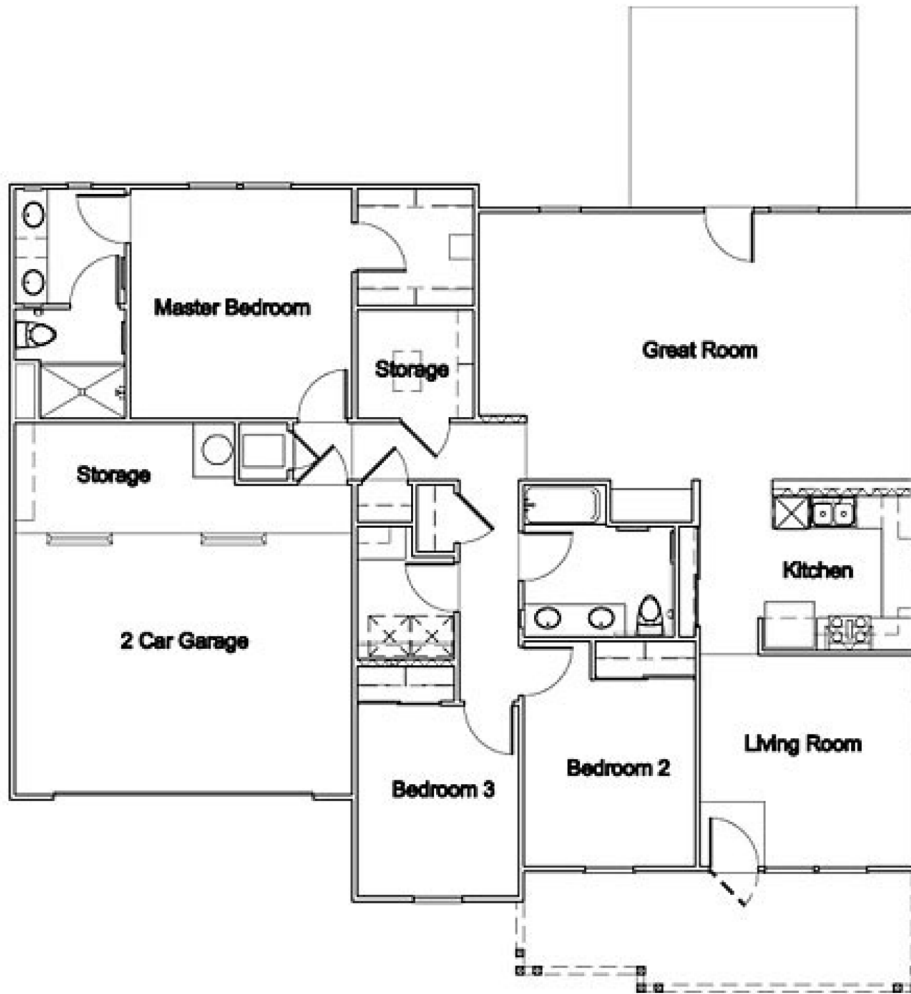 Master Bedroom
Great Room
Storage
Storage
Kitchen
2 Car Garage
Living Room
Bedroom 2
Bedroom 3